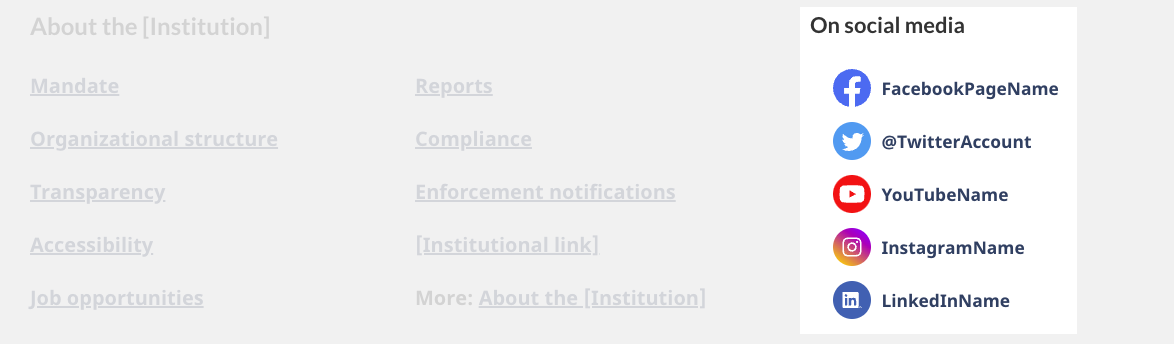 About the [Institution]
Mandate
Organizational structure
Transparency
Accessibility
Job opportunities
Reports
Compliance
Enforcement notifications
[Institutional link]
More: About the [Institution]
On social media
FacebookPageName
@TwitterAccount
YouTubeName
InstagramName
LinkedInName